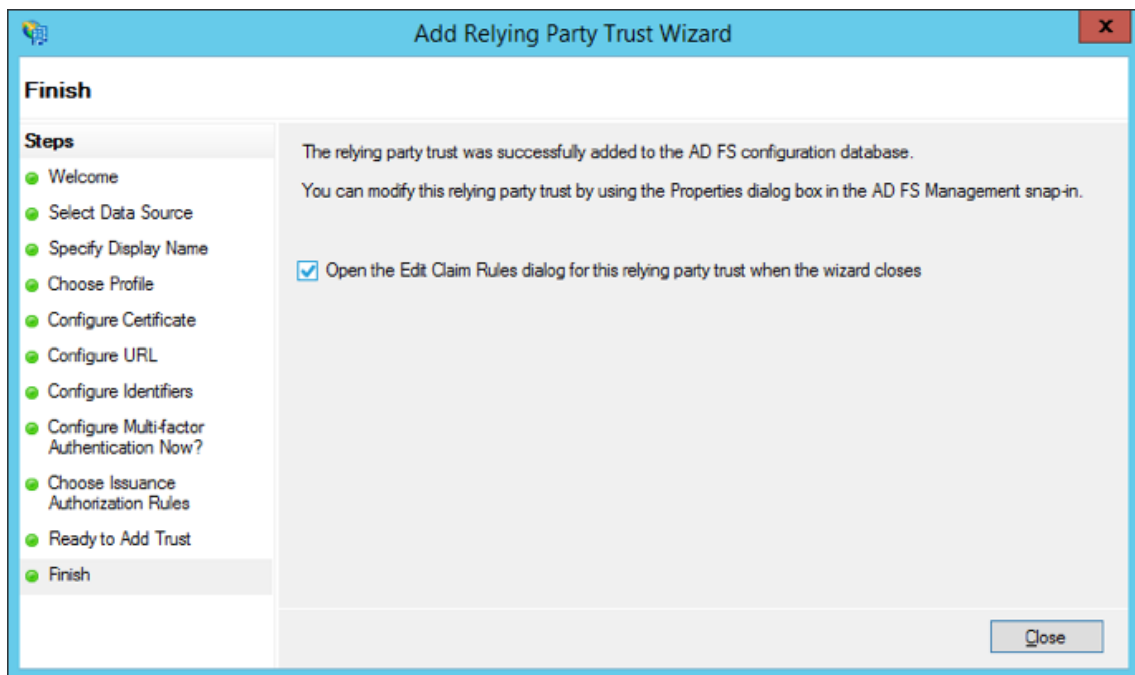 Add Relying Party Trust Wizard
x
Finish
Steps
Welcome
Select Data Source
Specify Display Name
Choose Profile
Configure Certificate
Configure URL
Configure Identifiers
Configure Multi-factor
Authentication Now?
Choose Issuance
Authorization Rules
Ready to Add Trust
Finish
The relying party trust was successfully added to the AD FS configuration database.
You can modify this relying party trust by using the Properties dialog box in the AD FS Management snap-in.
Open the Edit Claim Rules dialog for this relying party trust when the wizard closes
Close